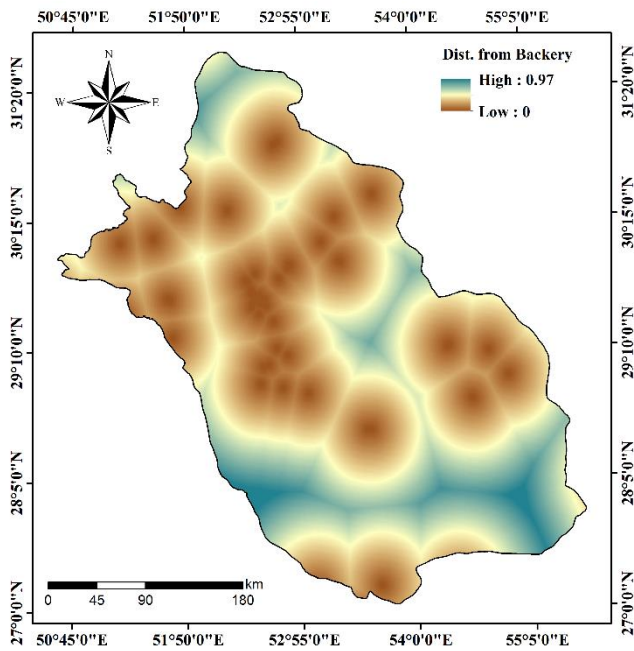 50°45'0"E 51°50'0"E 52°55'0"E 54°0'0"E 55°5'0"E
N
W E
S
Dist. from Backery
High : 0.97
Low : 0
31°20'0"N 31°20'0"N
30°15'0"N 30°15'0"N
29°10'0"N 29°10'0"N
28°5'0"N 28°5'0"N
27°0'0"N 27°0'0"N
km
0 45 90 180
50°45'0"E 51°50'0"E 52°55'0"E 54°0'0"E 55°5'0"E